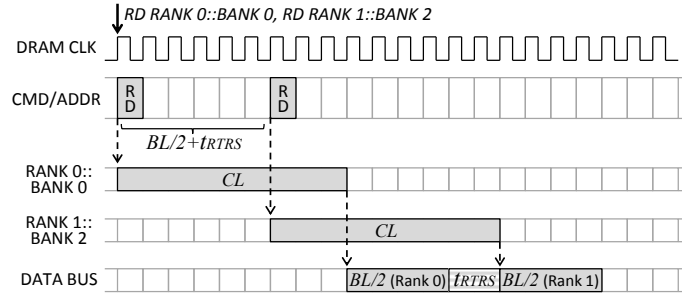 RD RANK 0::BANK 0, RD RANK 1::BANK 2
DRAM CLK
CMD/ADDR
R
D
R
D
BL/2+tRTRS
RANK 0::
BANK 0
CL
RANK 1::
BANK 2
CL
DATA BUS
BL/2 (Rank 0) tRTRS BL/2 (Rank 1)